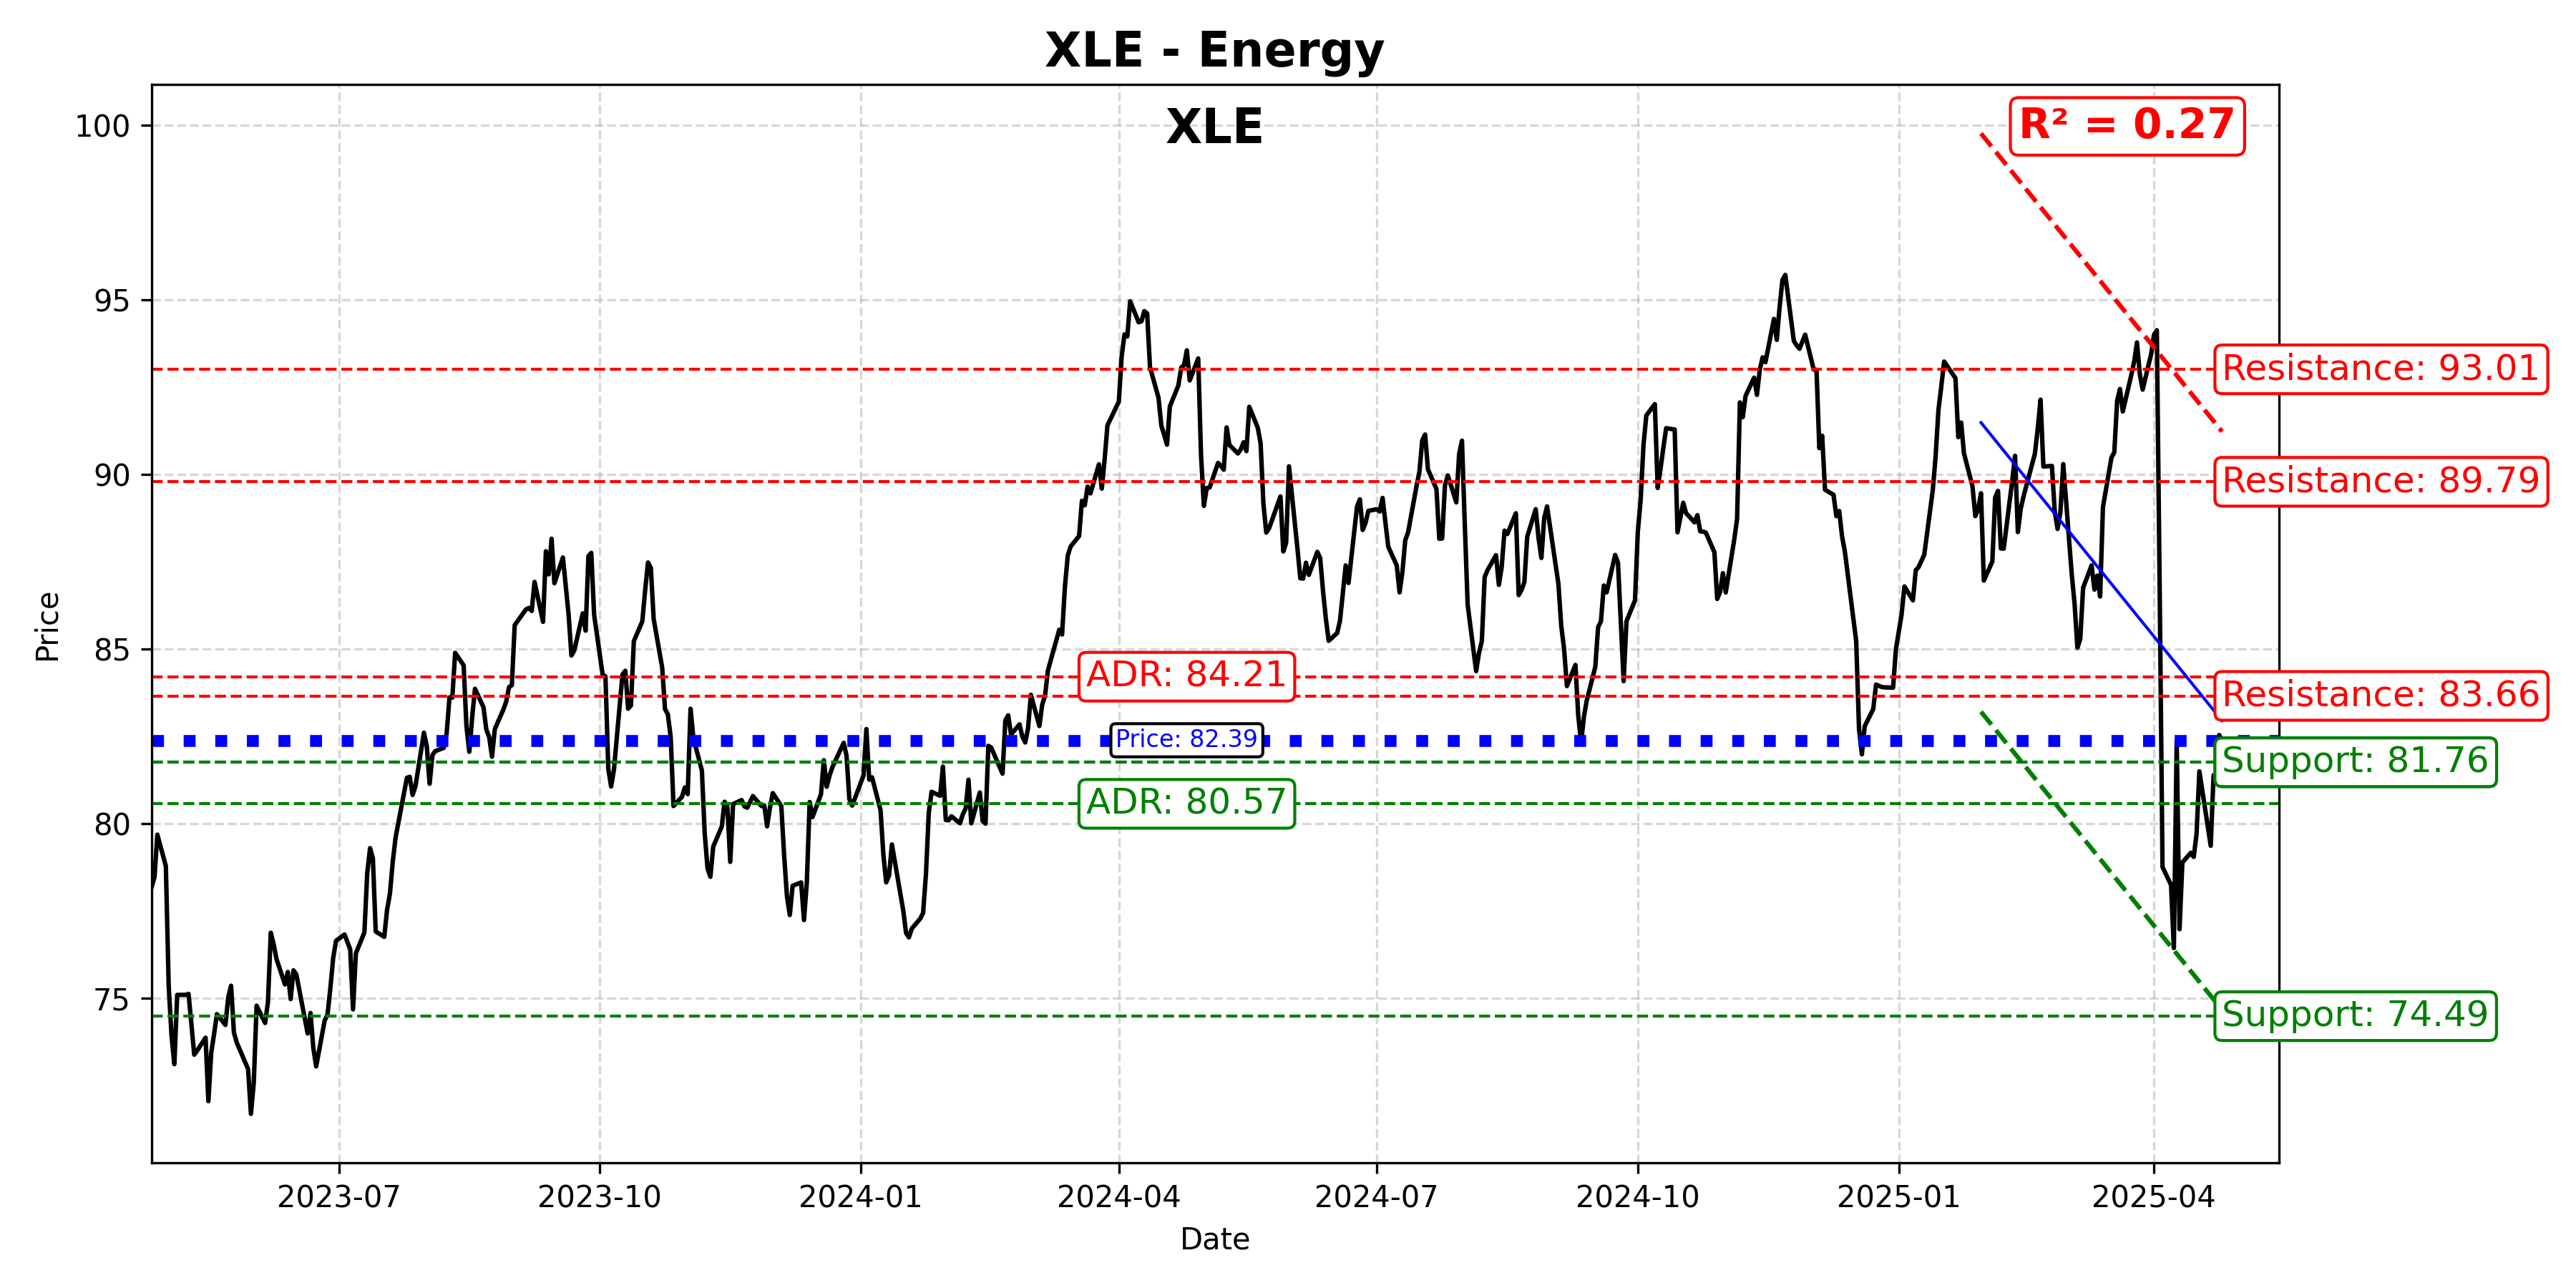 XLE - Energy
XLE
R² = 0.27
100
95
90
85
80
75
Price
Resistance: 93.01
Resistance: 89.79
ADR: 84.21
Resistance: 83.66
Price: 82.39
Support: 81.76
ADR: 80.57
Support: 74.49
2023-07
2023-10
2024-01
2024-04
2024-07
2024-10
2025-01
2025-04
Date